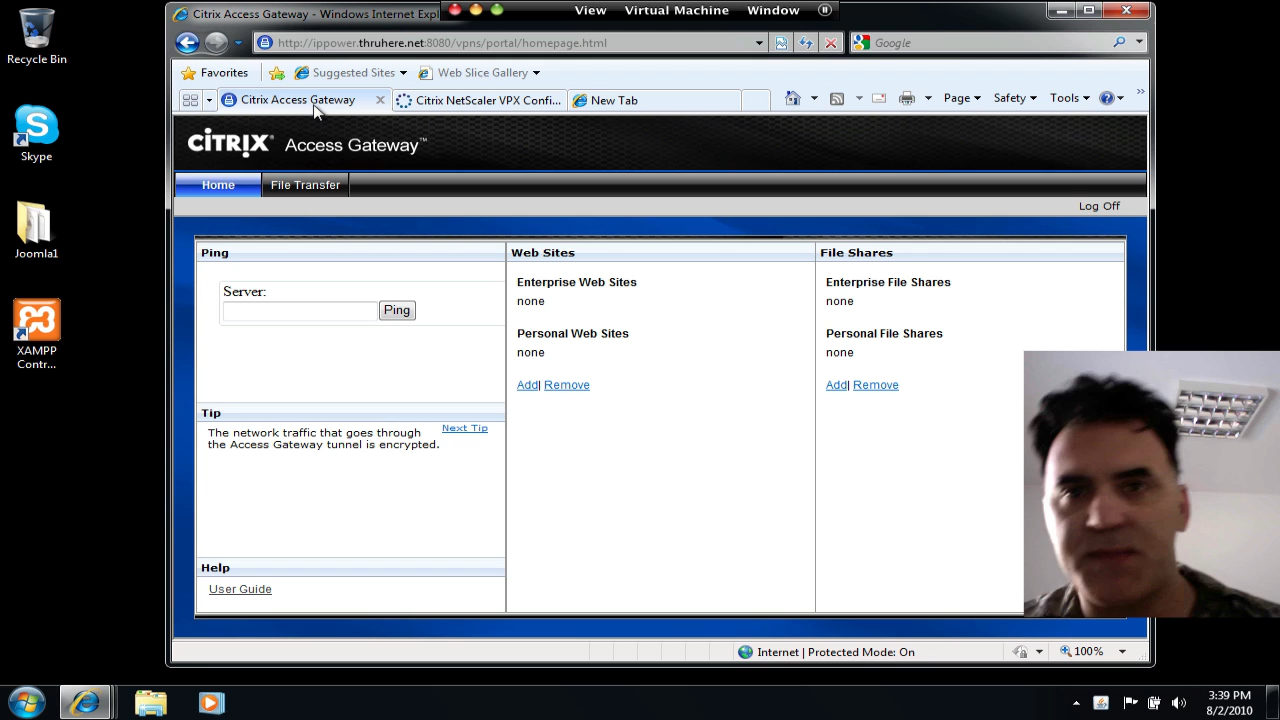 Recycle Bin
Skype
Joomla1
XAMPP
Contr...
Citrix Access Gateway - Windows Internet Expl
View Virtual Machine Window
http://ippower.thruhere.net:8080/vpns/portal/homepage.html
Google
Favorites Suggested Sites Web Slice Gallery
Citrix Access Gateway Citrix NetScaler VPX Confi... New Tab
Page Safety Tools
CİTRIX® Access Gateway™
Home File Transfer
Log Off
Ping
Server:
Ping
Tip
The network traffic that goes through
the Access Gateway tunnel is encrypted.
Next Tip
Help
User Guide
Web Sites
Enterprise Web Sites
none
Personal Web Sites
none
Add| Remove
File Shares
Enterprise File Shares
none
Personal File Shares
none
Add| Remove
Internet | Protected Mode: On
100%
3:39 PM
8/2/2010